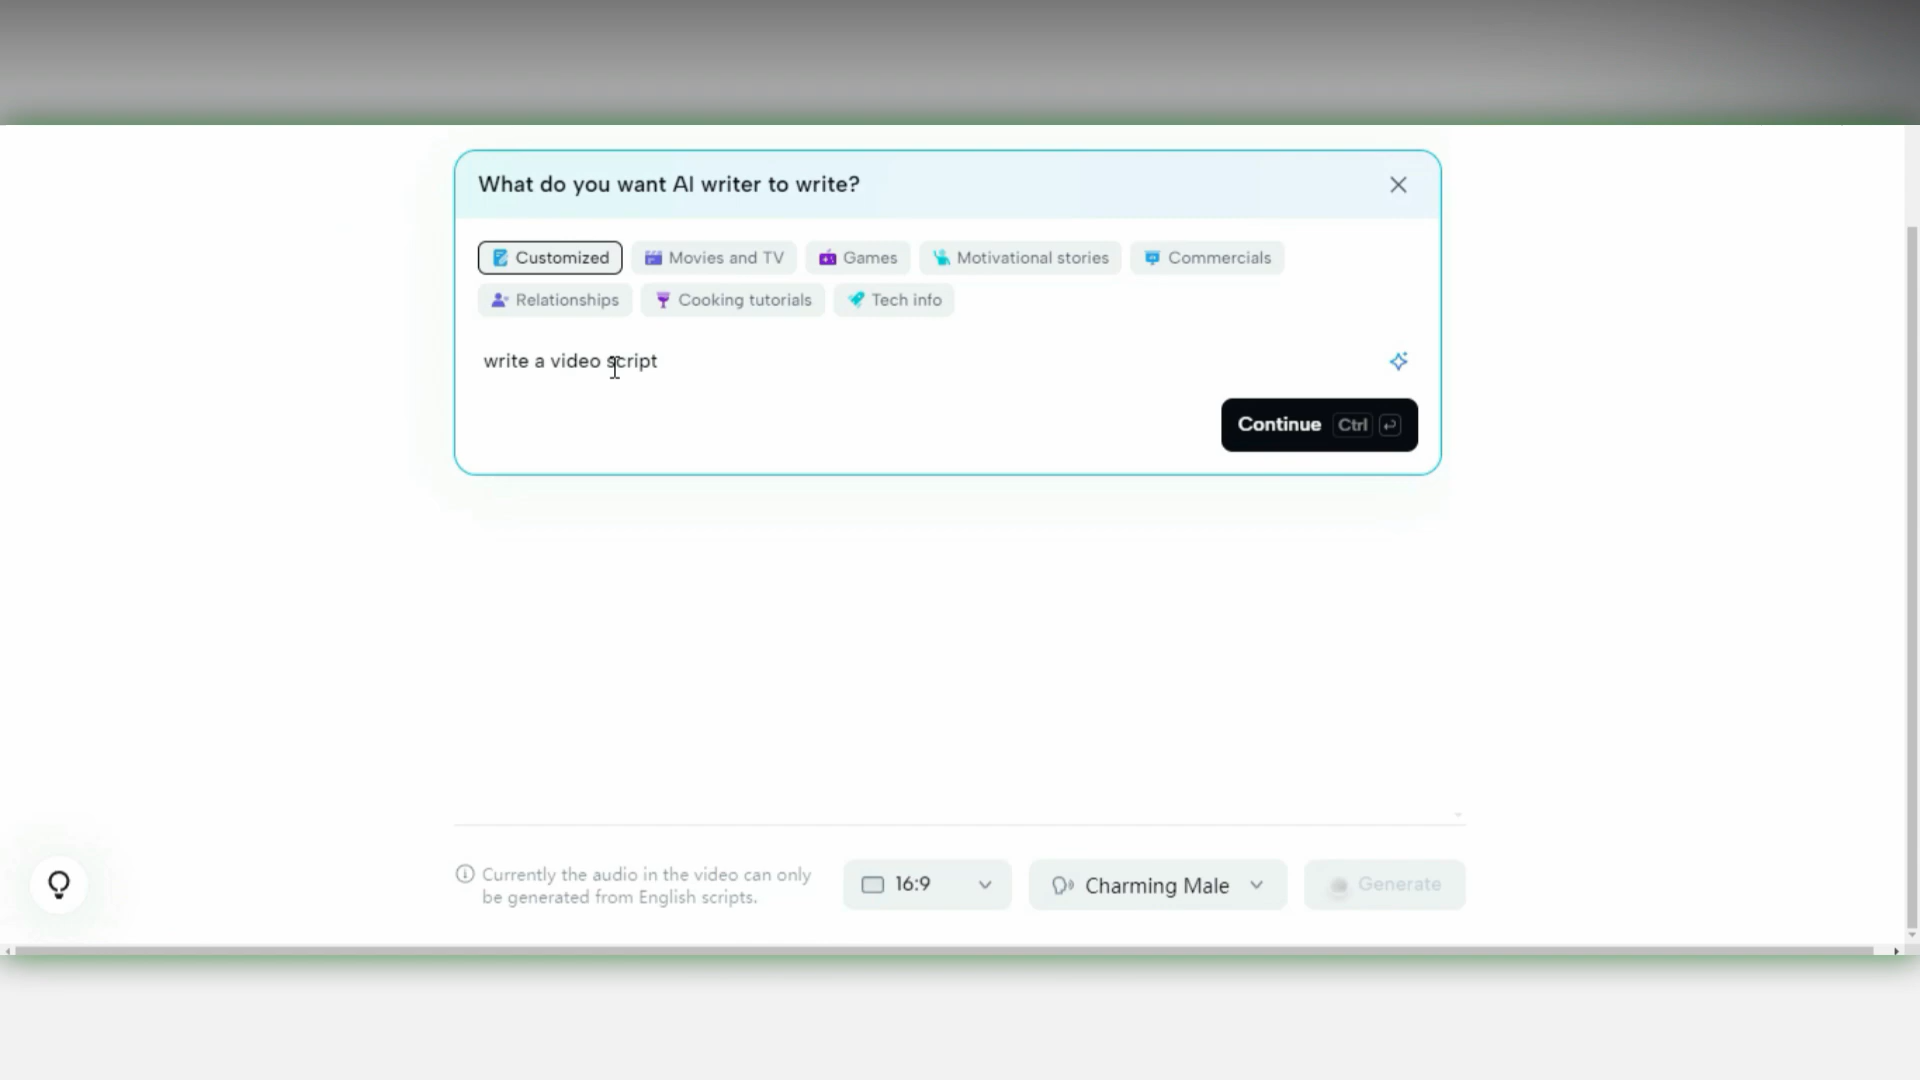 What do you want AI writer to write?
Customized Movies and TV Games Motivational stories Commercials
Relationships Cooking tutorials Tech info
write a video script
Continue Ctrl ↵
Currently the audio in the video can only
be generated from English scripts.
16:9
Charming Male
Generate